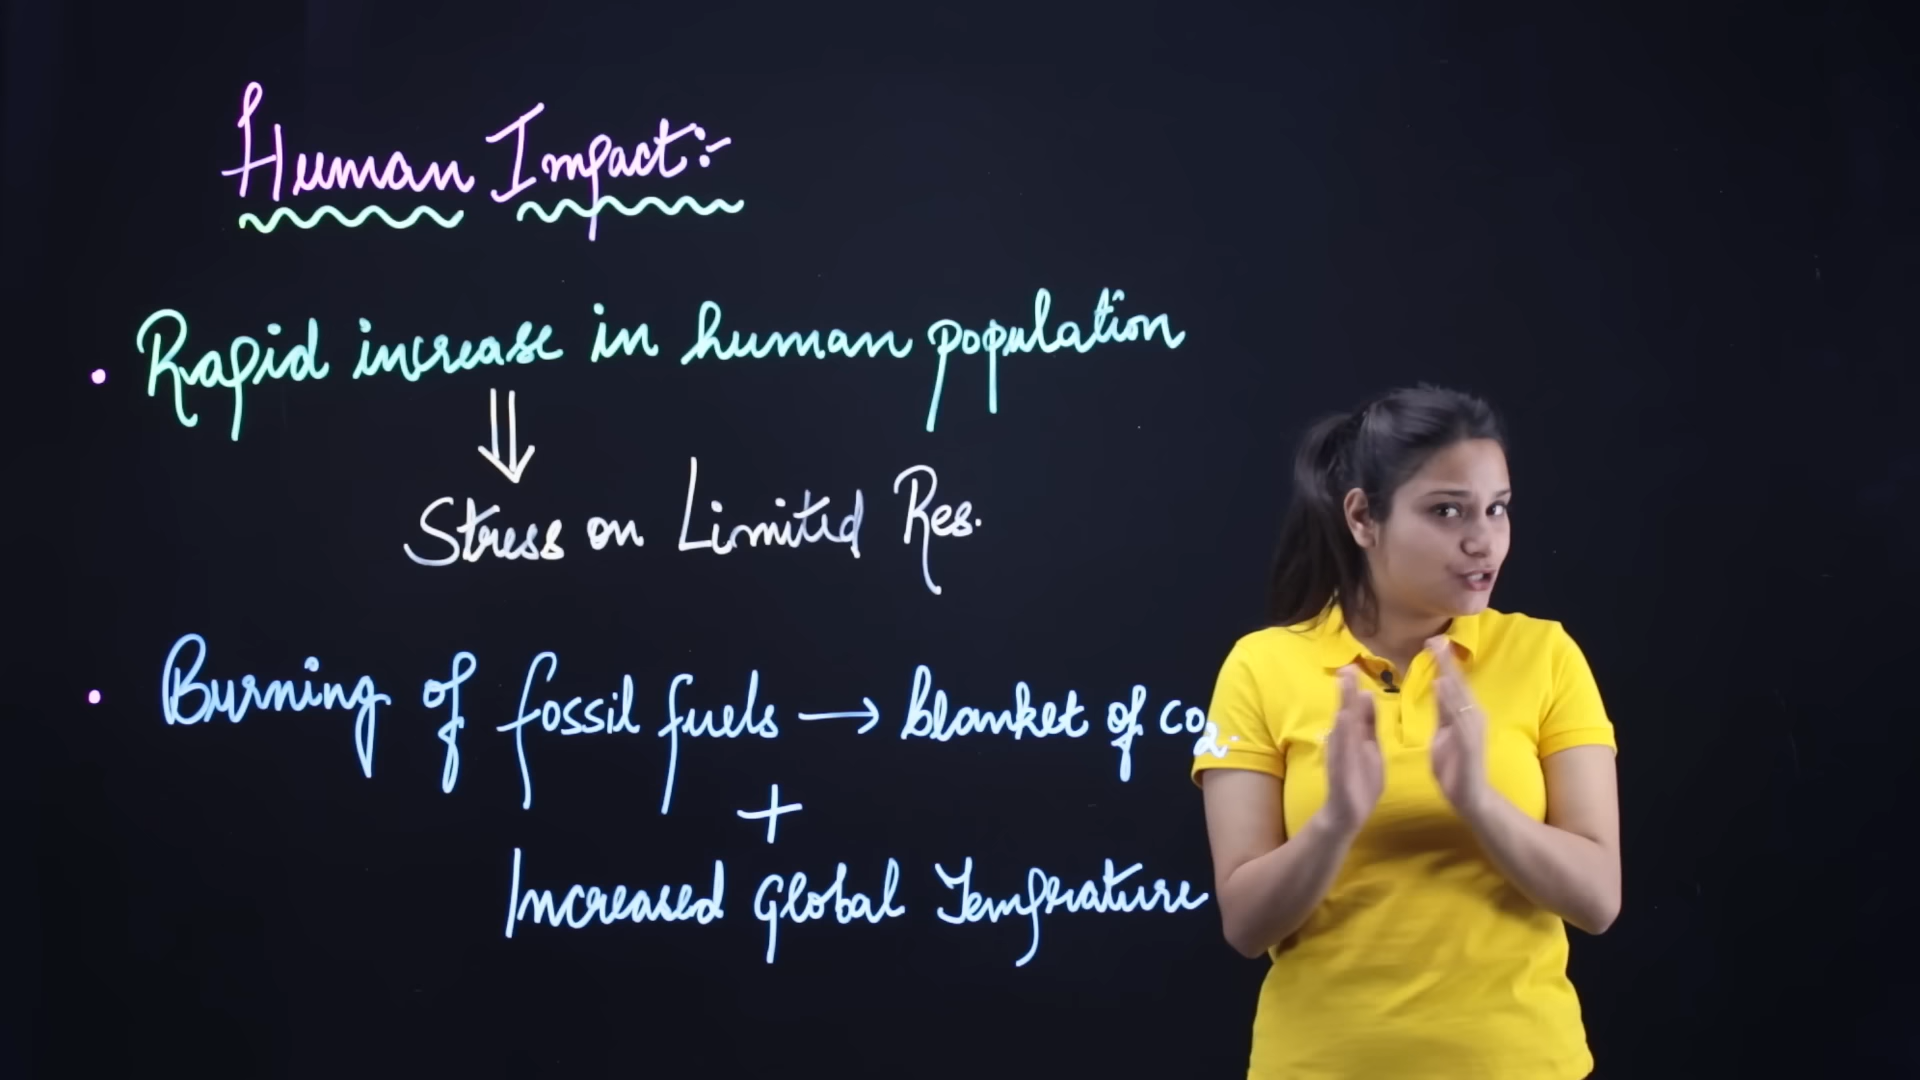 Human Impact:-
• Rapid increase in human population
⇓
Stress on Limited Res.
• Burning of fossil fuels → blanket of CO₂.
+
Increased Global Temprature